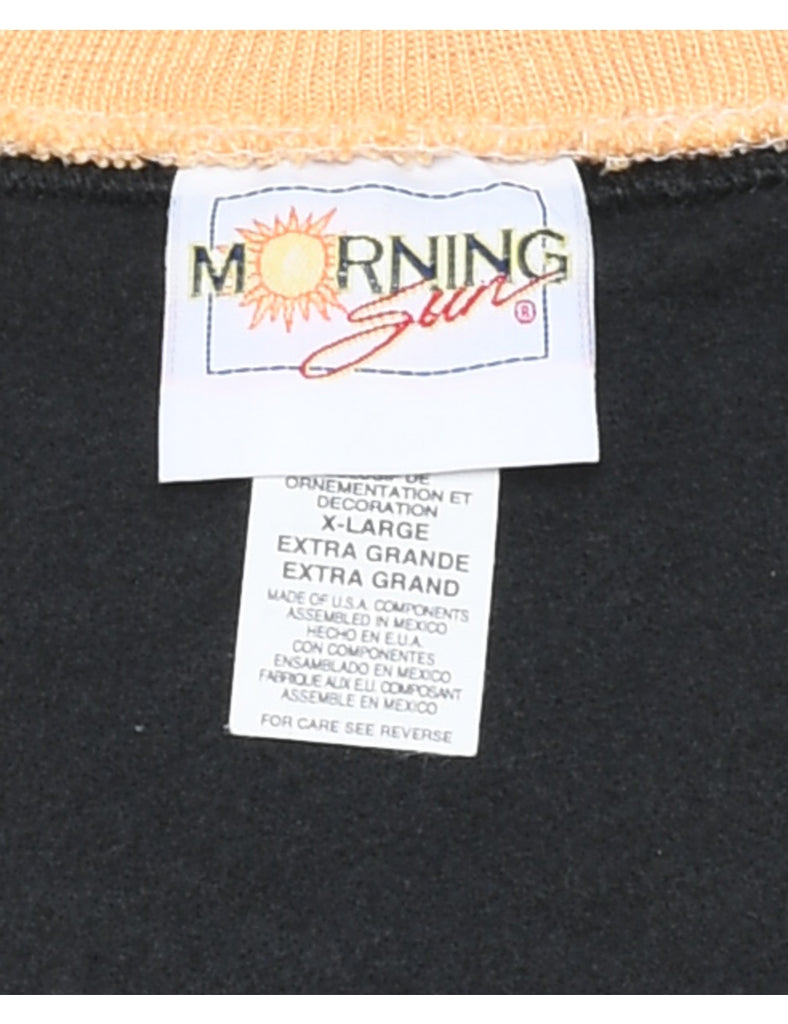 MORNING
Sun ®
DE
ORNEMENTATION ET
DECORATION
X-LARGE
EXTRA GRANDE
EXTRA GRAND
MADE OF U.S.A. COMPONENTS
ASSEMBLED IN MEXICO
HECHO EN E.U.A.
CON COMPONENTES
ENSAMBLADO EN MEXICO
FABRIQUE AUX E.U. COMPOSANT
ASSEMBLE EN MEXICO
FOR CARE SEE REVERSE